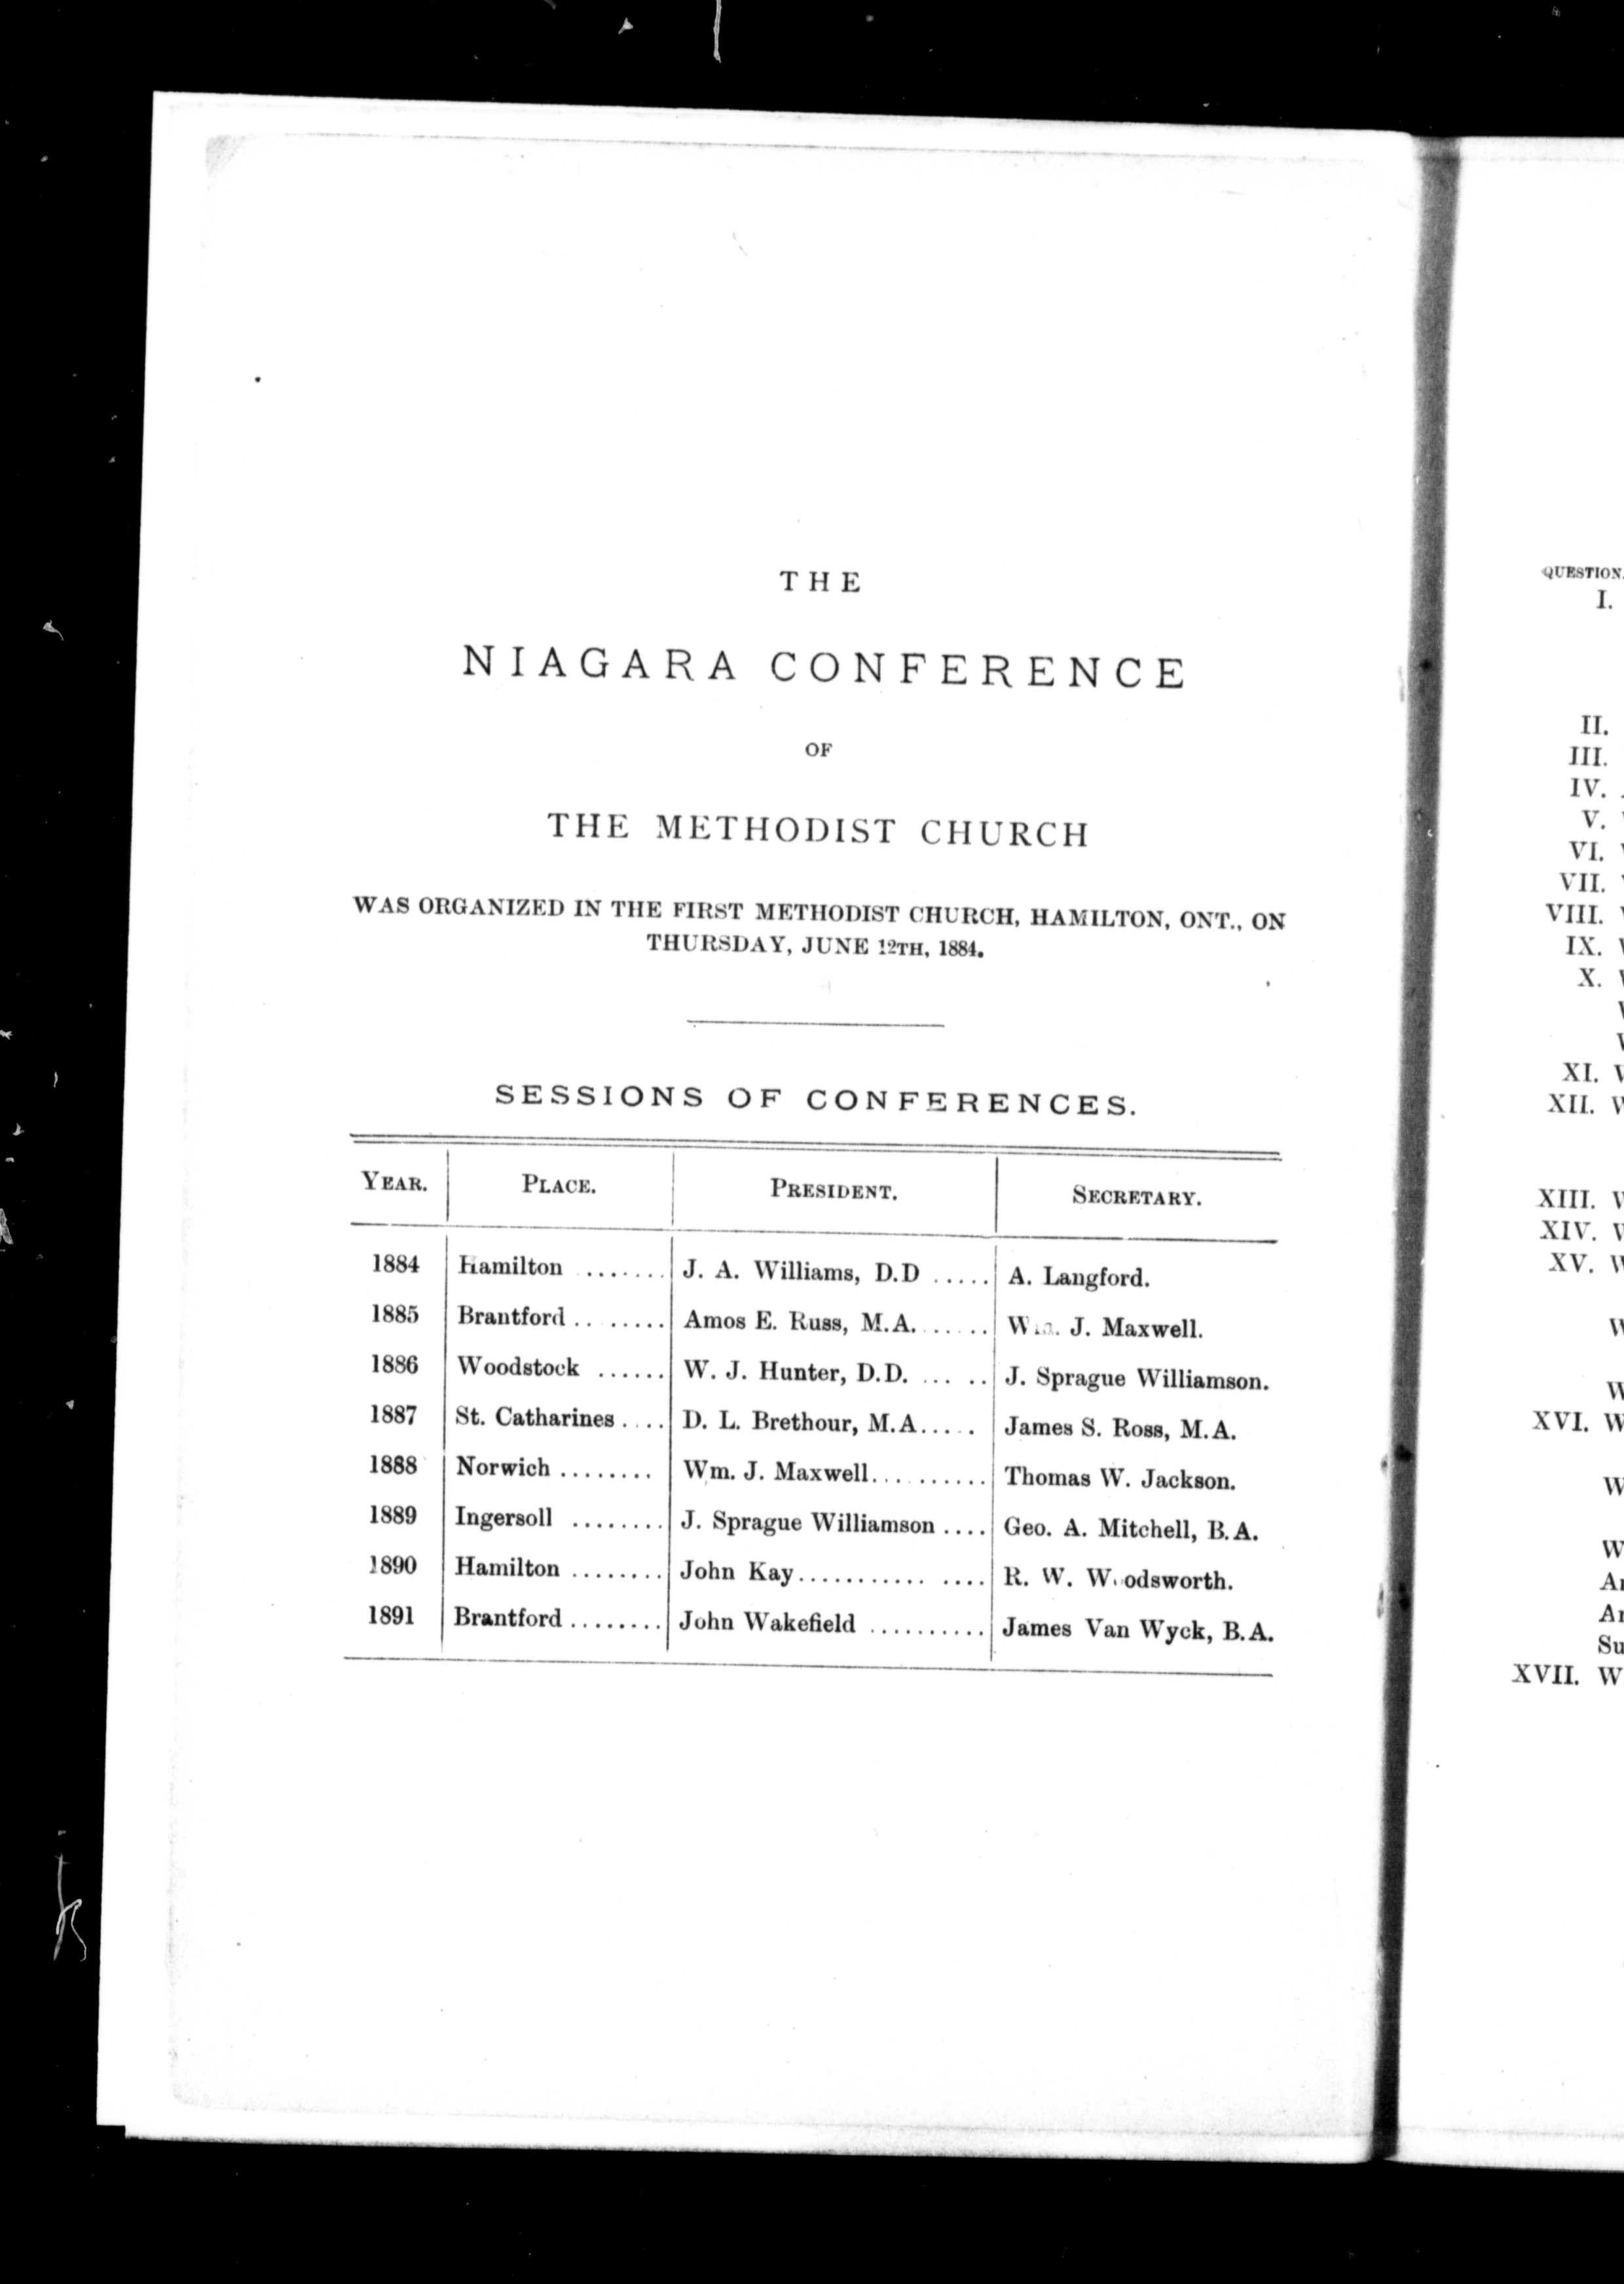 THE
NIAGARA CONFERENCE
OF
THE METHODIST CHURCH
WAS ORGANIZED IN THE FIRST METHODIST CHURCH, HAMILTON, ONT., ON
THURSDAY, JUNE 12TH, 1884.
SESSIONS OF CONFERENCES.
YEAR. PLACE. PRESIDENT. SECRETARY.
1884 Hamilton ....... J. A. Williams, D.D ..... A. Langford.
1885 Brantford .. ...... Amos E. Russ, M.A. ...... Wm. J. Maxwell.
1886 Woodstock ...... W. J. Hunter, D.D. ... .. J. Sprague Williamson.
1887 St. Catharines .... D. L. Brethour, M.A..... . James S. Ross, M.A.
1888 Norwich ........ Wm. J. Maxwell.......... Thomas W. Jackson.
1889 Ingersoll ........ J. Sprague Williamson .... Geo. A. Mitchell, B.A.
1890 Hamilton ........ John Kay........... .... R. W. Woodsworth.
1891 Brantford ........ John Wakefield .......... James Van Wyck, B.A.
QUESTION.
I.
II.
III.
IV.
V.
VI.
VII.
VIII.
IX.
X.
XI.
XII.
XIII.
XIV.
XV.
XVI.
XVII.